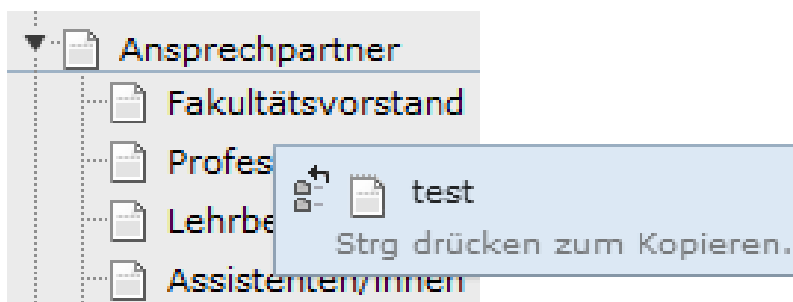 Ansprechpartner
Fakultätsvorstand
Profes
test
Lehrbe
Strg drücken zum Kopieren.
Assistenten/innen